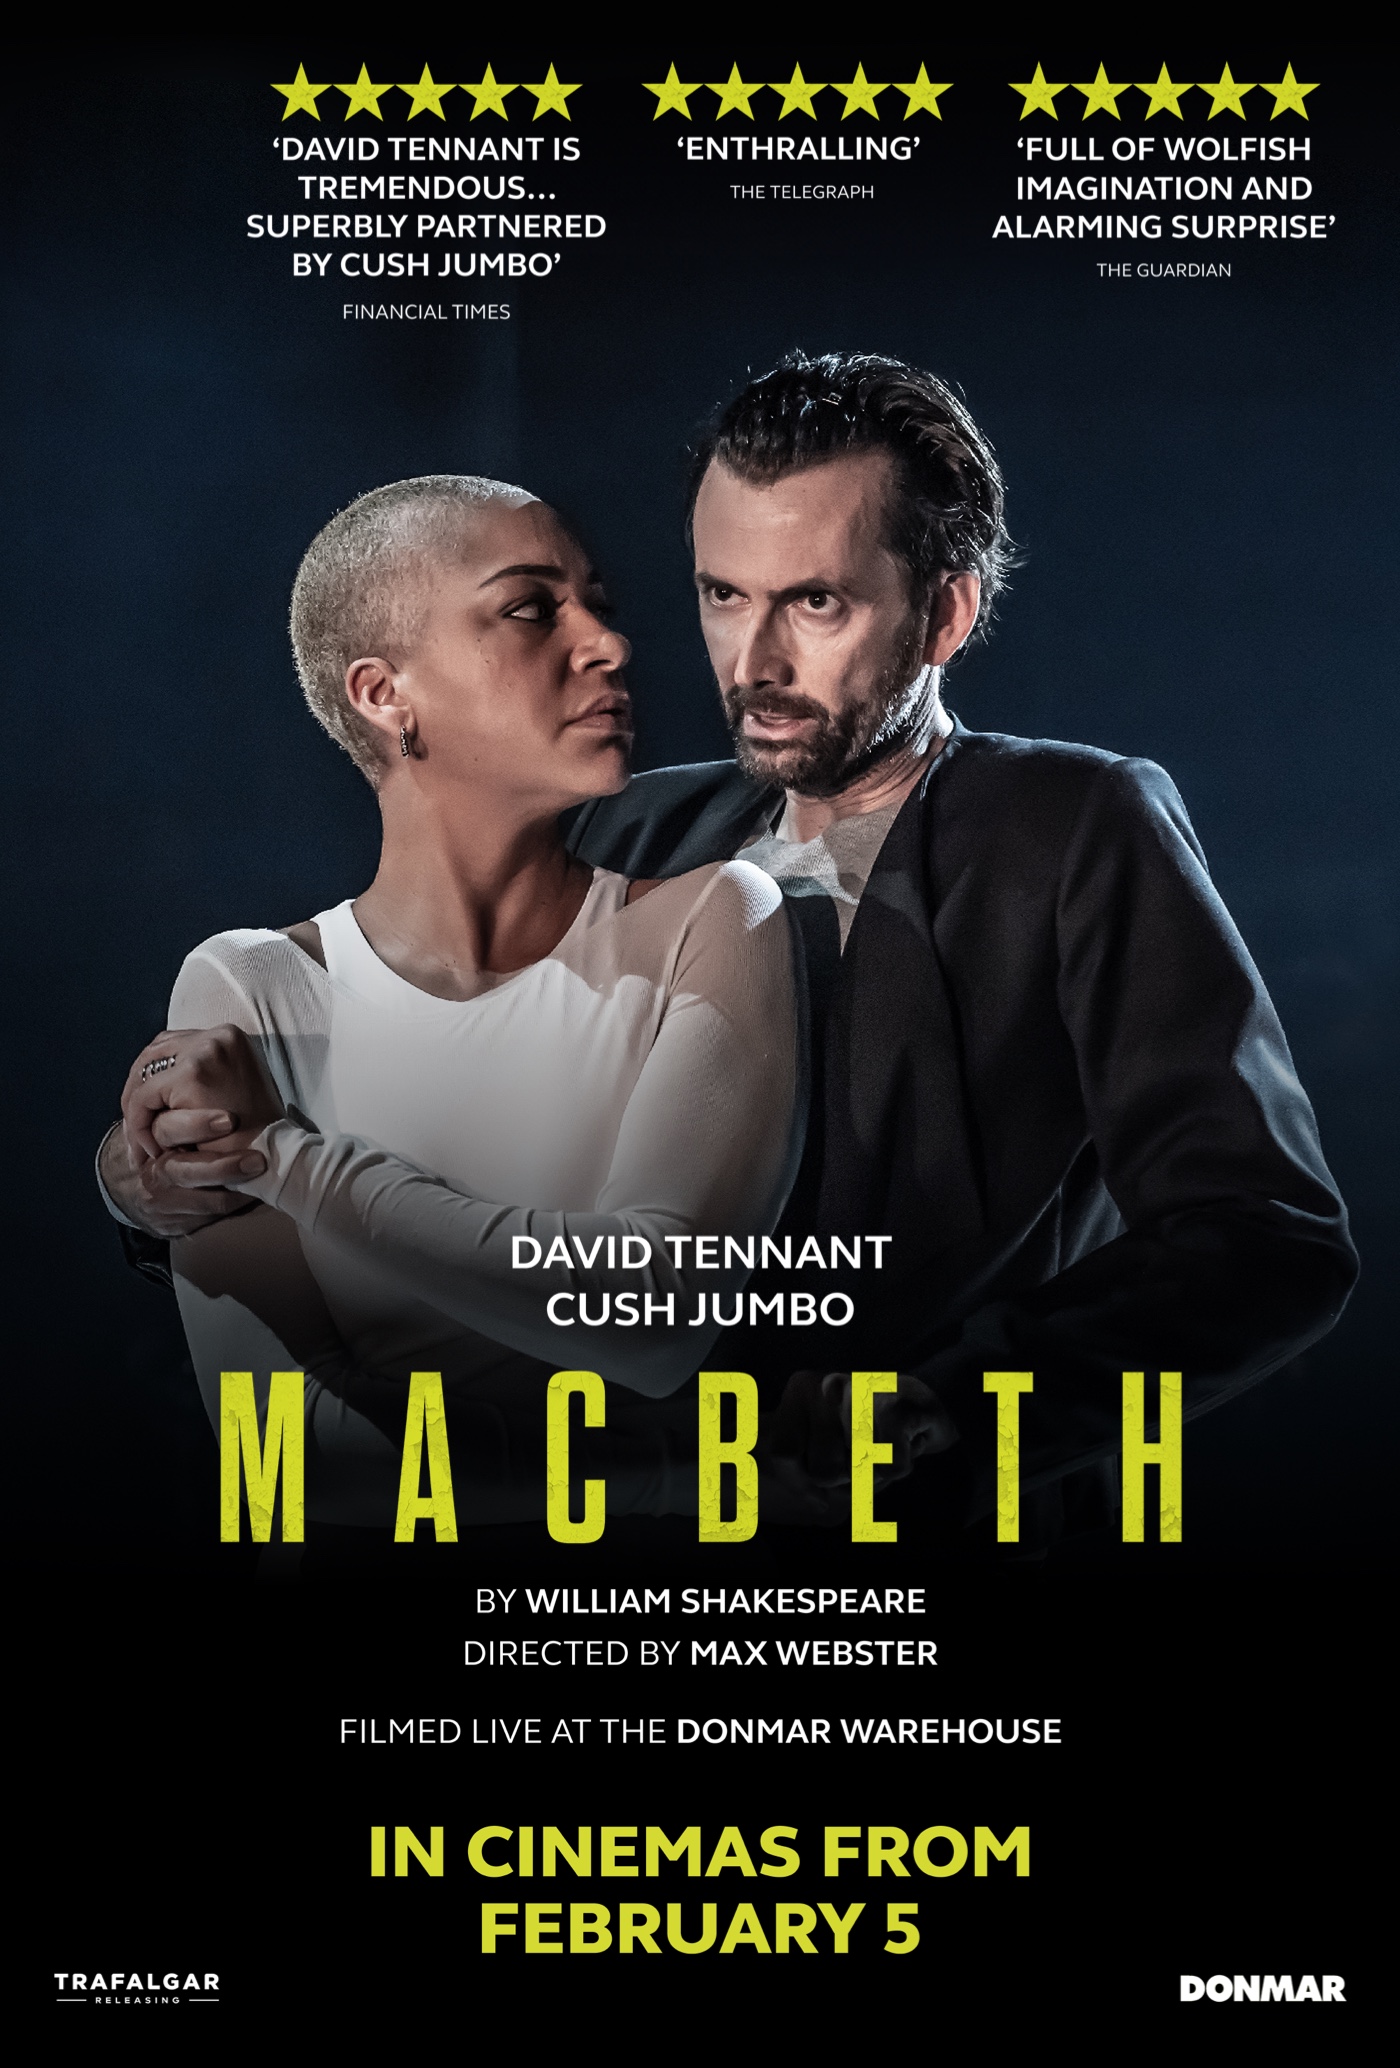 ‘DAVID TENNANT IS
TREMENDOUS...
SUPERBLY PARTNERED
BY CUSH JUMBO’
FINANCIAL TIMES
‘ENTHRALLING’
THE TELEGRAPH
‘FULL OF WOLFISH
IMAGINATION AND
ALARMING SURPRISE’
THE GUARDIAN
DAVID TENNANT
CUSH JUMBO
MACBETH
BY WILLIAM SHAKESPEARE
DIRECTED BY MAX WEBSTER
FILMED LIVE AT THE DONMAR WAREHOUSE
IN CINEMAS FROM
FEBRUARY 5
TRAFALGAR
RELEASING
DONMAR